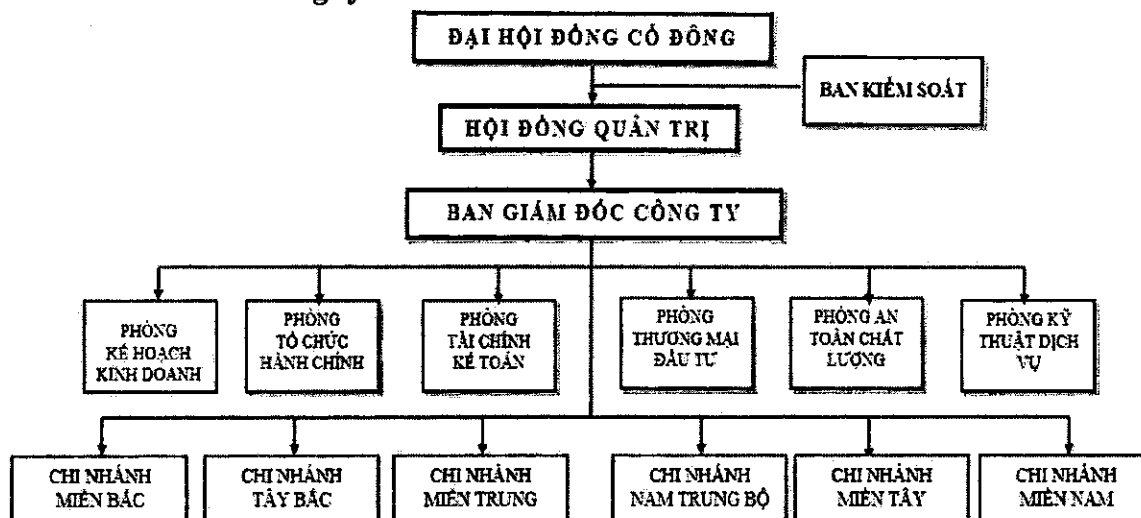 ĐẠI HỘI ĐỒNG CỔ ĐÔNG
BAN KIỂM SOÁT
HỘI ĐỒNG QUẢN TRỊ
BAN GIÁM ĐỐC CÔNG TY
PHÒNG
KẾ HOẠCH
KINH DOANH
PHÒNG
TỔ CHỨC
HÀNH CHÍNH
PHÒNG
TÀI CHÍNH
KẾ TOÁN
PHÒNG
THƯƠNG MẠI
ĐẦU TƯ
PHÒNG AN
TOÀN CHẤT
LƯỢNG
PHÒNG KỸ
THUẬT DỊCH
VỤ
CHI NHÁNH
MIỀN BẮC
CHI NHÁNH
TÂY BẮC
CHI NHÁNH
MIỀN TRUNG
CHI NHÁNH
NAM TRUNG BỘ
CHI NHÁNH
MIỀN TÂY
CHI NHÁNH
MIỀN NAM